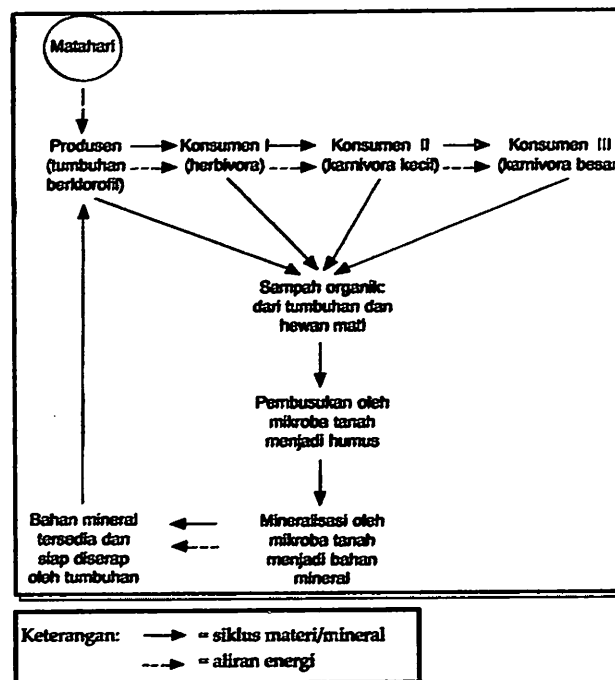 Matahari
Produsen Konsumen I Konsumen II Konsumen III
(tumbuhan (herbivora) (karnivora kecil) (karnivora besar)
berklorofil)
Sampah organik
dari tumbuhan dan
hewan mati
Pembusukan oleh
mikroba tanah
menjadi humus
Bahan mineral
tersedia dan
siap diserap
oleh tumbuhan
Mineralisasi oleh
mikroba tanah
menjadi bahan
mineral
Keterangan: = siklus materi/mineral
= aliran energi